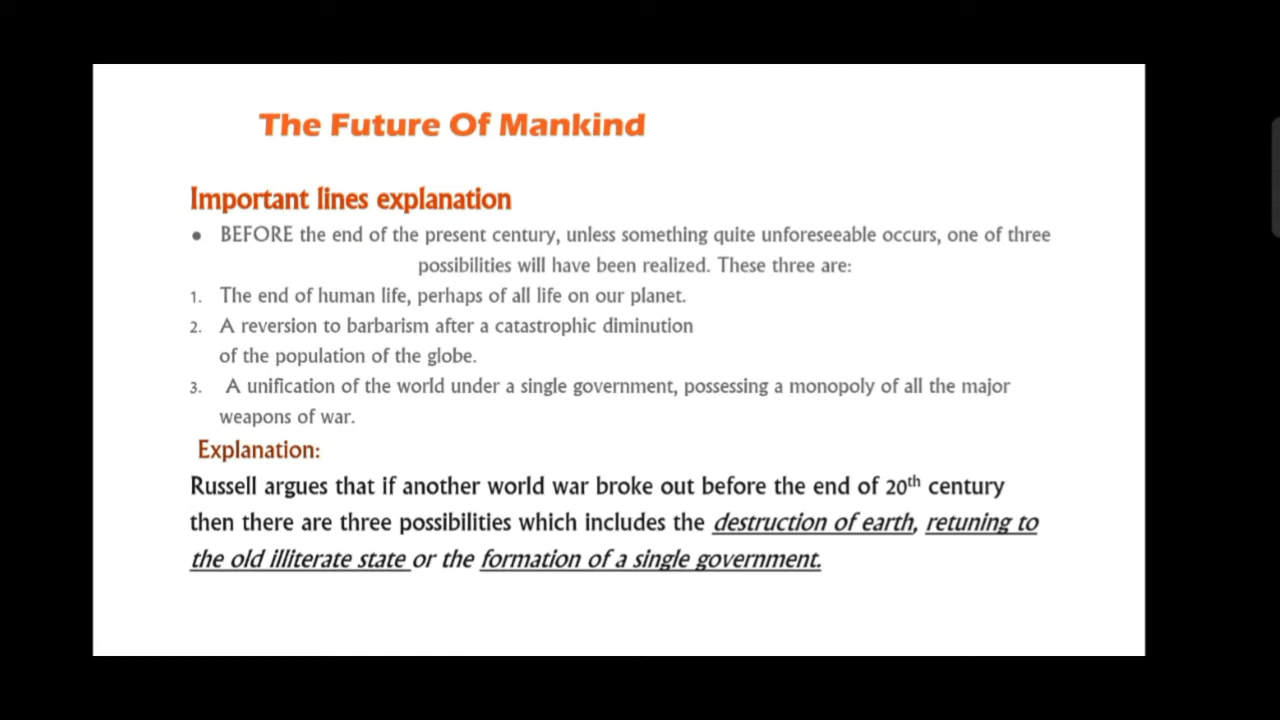 The Future Of Mankind
Important lines explanation
• BEFORE the end of the present century, unless something quite unforeseeable occurs, one of three
possibilities will have been realized. These three are:
1. The end of human life, perhaps of all life on our planet.
2. A reversion to barbarism after a catastrophic diminution
of the population of the globe.
3. A unification of the world under a single government, possessing a monopoly of all the major
weapons of war.
Explanation:
Russell argues that if another world war broke out before the end of 20th century
then there are three possibilities which includes the destruction of earth, retuning to
the old illiterate state or the formation of a single government.